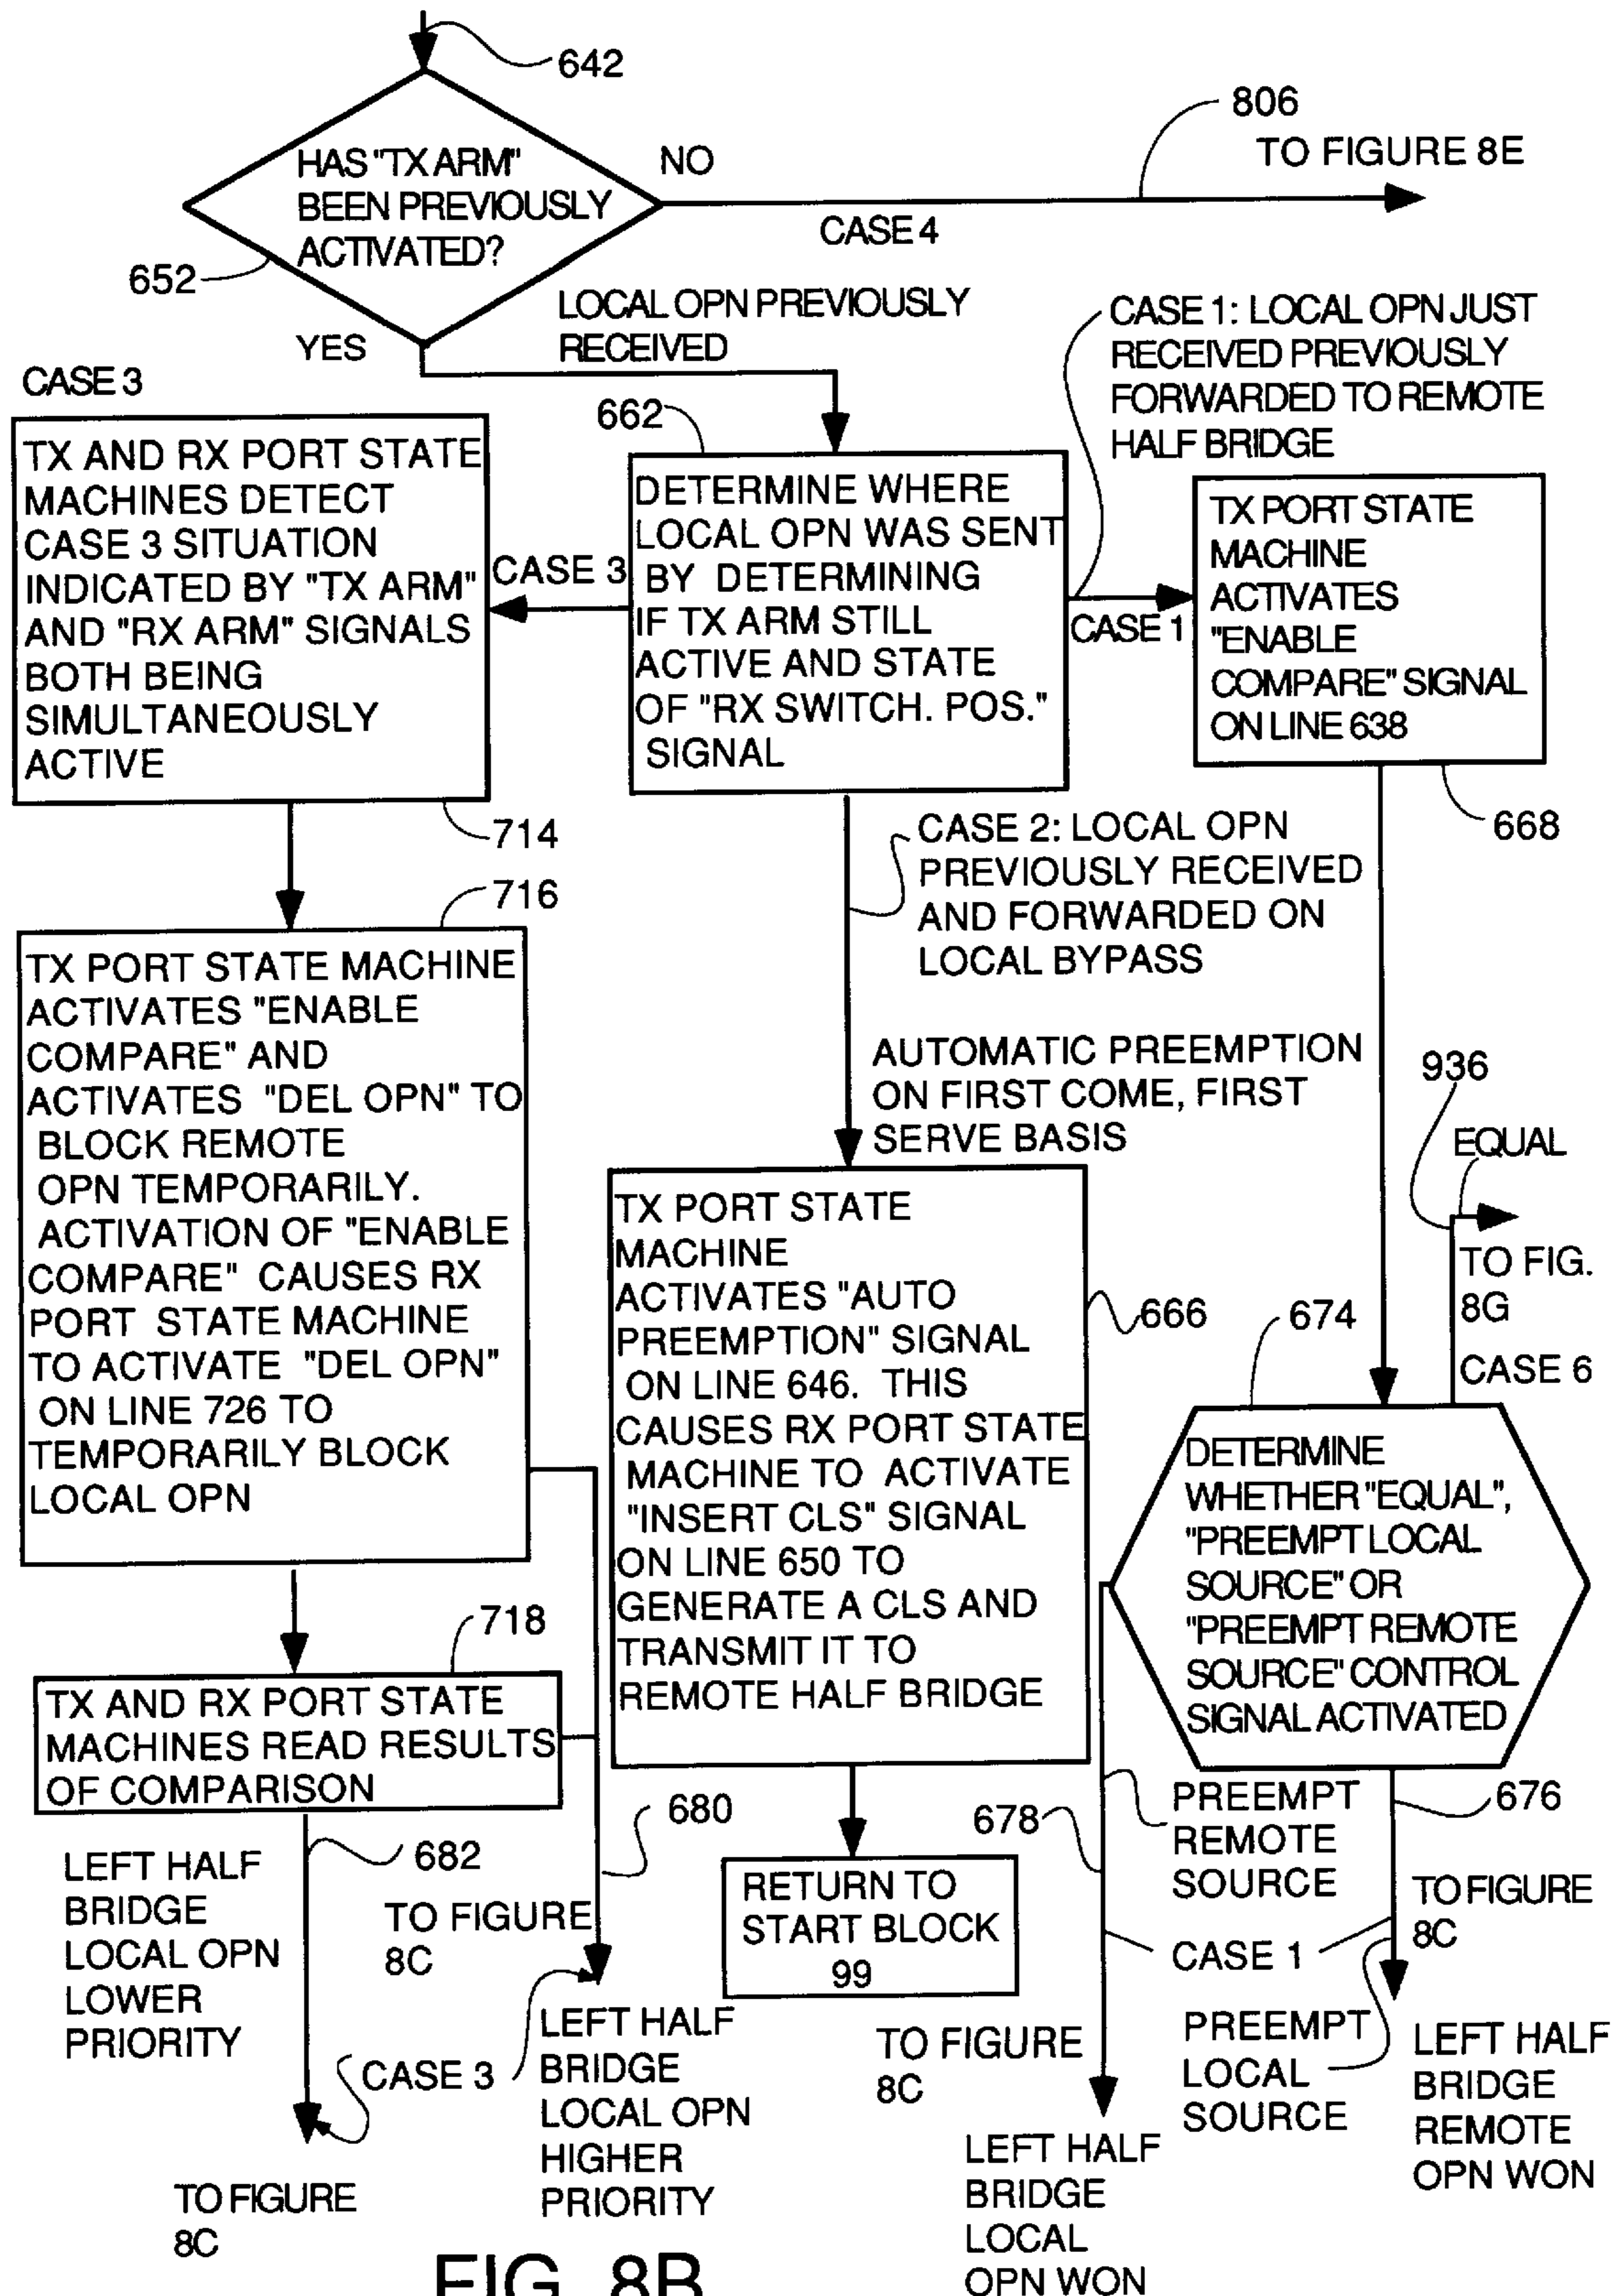 642
HAS "TX ARM"
BEEN PREVIOUSLY
ACTIVATED?
652
NO
806
TO FIGURE 8E
CASE 4
YES
LOCAL OPN PREVIOUSLY
RECEIVED
CASE 1: LOCAL OPN JUST
RECEIVED PREVIOUSLY
FORWARDED TO REMOTE
HALF BRIDGE
CASE 3
TX AND RX PORT STATE
MACHINES DETECT
CASE 3 SITUATION
INDICATED BY "TX ARM"
AND "RX ARM" SIGNALS
BOTH BEING
SIMULTANEOUSLY
ACTIVE
714
CASE 3
662
DETERMINE WHERE
LOCAL OPN WAS SENT
BY DETERMINING
IF TX ARM STILL
ACTIVE AND STATE
OF "RX SWITCH. POS."
SIGNAL
CASE 1
TX PORT STATE
MACHINE
ACTIVATES
"ENABLE
COMPARE" SIGNAL
ON LINE 638
668
CASE 2: LOCAL OPN
PREVIOUSLY RECEIVED
AND FORWARDED ON
LOCAL BYPASS
AUTOMATIC PREEMPTION
ON FIRST COME, FIRST
SERVE BASIS
716
TX PORT STATE MACHINE
ACTIVATES "ENABLE
COMPARE" AND
ACTIVATES "DEL OPN" TO
BLOCK REMOTE
OPN TEMPORARILY.
ACTIVATION OF "ENABLE
COMPARE" CAUSES RX
PORT STATE MACHINE
TO ACTIVATE "DEL OPN"
ON LINE 726 TO
TEMPORARILY BLOCK
LOCAL OPN
TX PORT STATE
MACHINE
ACTIVATES "AUTO
PREEMPTION" SIGNAL
ON LINE 646. THIS
CAUSES RX PORT STATE
MACHINE TO ACTIVATE
"INSERT CLS" SIGNAL
ON LINE 650 TO
GENERATE A CLS AND
TRANSMIT IT TO
REMOTE HALF BRIDGE
666
936
EQUAL
TO FIG.
8G
CASE 6
674
DETERMINE
WHETHER "EQUAL",
"PREEMPT LOCAL
SOURCE" OR
"PREEMPT REMOTE
SOURCE" CONTROL
SIGNAL ACTIVATED
718
TX AND RX PORT STATE
MACHINES READ RESULTS
OF COMPARISON
682
LEFT HALF
BRIDGE
LOCAL OPN
LOWER
PRIORITY
TO FIGURE
8C
680
TO FIGURE
8C
CASE 3
LEFT HALF
BRIDGE
LOCAL OPN
HIGHER
PRIORITY
RETURN TO
START BLOCK
99
678
PREEMPT
REMOTE
SOURCE
676
TO FIGURE
8C
CASE 1
TO FIGURE
8C
PREEMPT
LOCAL
SOURCE
LEFT HALF
BRIDGE
REMOTE
OPN WON
LEFT HALF
BRIDGE
LOCAL
OPN WON
FIG. 8B